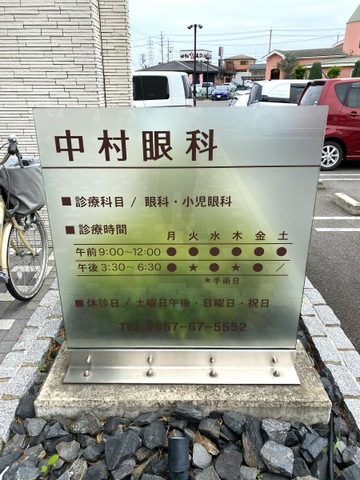 中村眼科
■診療科目 / 眼科・小児眼科
■診療時間 月 火 水 木 金 土
午前 9:00~12:00 ● ● ● ● ● ●
午後 3:30~6:30 ● ★ ● ★ ● /
★手術日
■休診日 / 土曜日午後・日曜日・祝日
TEL 0567-67-5552